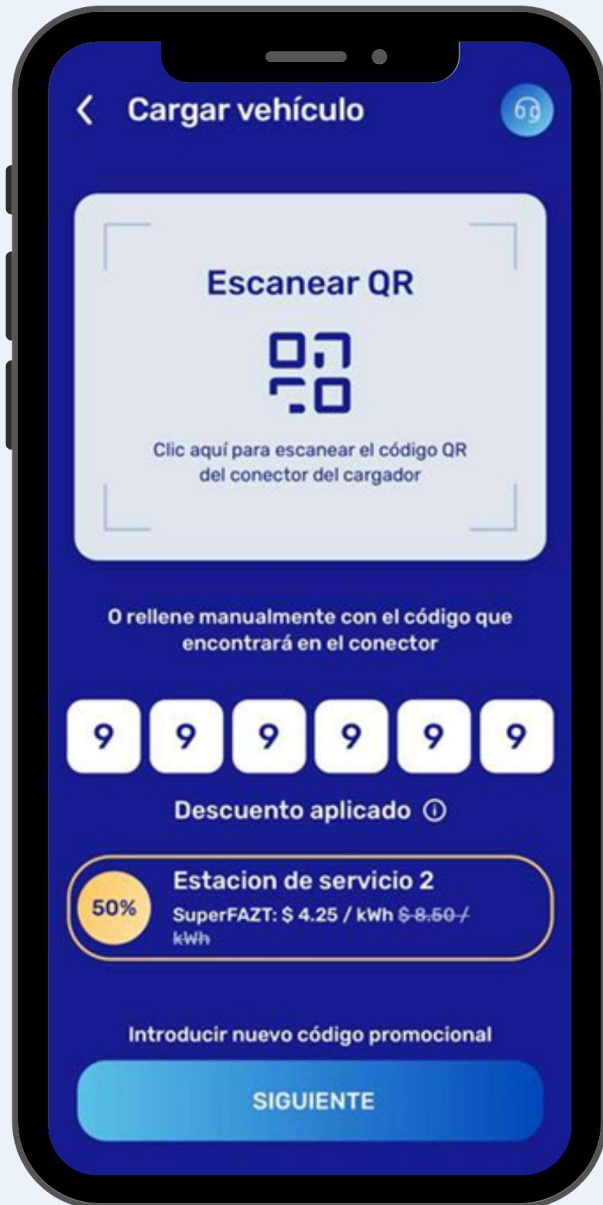 Cargar vehículo
Escanear QR
Clic aquí para escanear el código QR
del conector del cargador
O rellene manualmente con el código que
encontrará en el conector
9 9 9 9 9 9
Descuento aplicado
50%
Estacion de servicio 2
SuperFAZT: $ 4.25 / kWh $ 8.50 /
kWh
Introducir nuevo código promocional
SIGUIENTE